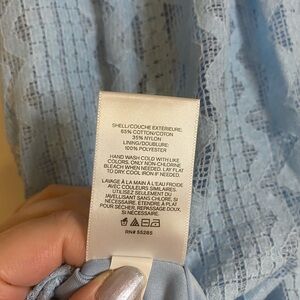 SHELL/COUCHE EXTERIEURE:
65% COTTON/COTON
35% NYLON
LINING/DOUBLURE:
100% POLYESTER
HAND WASH COLD WITH LIKE
COLORS. ONLY NON-CHLORINE
BLEACH WHEN NEEDED. LAY FLAT
TO DRY. COOL IRON IF NEEDED.
LAVAGE À LA MAIN À L'EAU FROIDE
AVEC COULEURS SIMILAIRES.
UTILISEZ SEULEMENT DU
JAVELLISANT SANS CHLORE, SI
NÉCESSAIRE. ÉTENDRE À PLAT
POUR SÉCHER, REPASSAGE DOUX,
SI NÉCESSAIRE.
RN# 55285